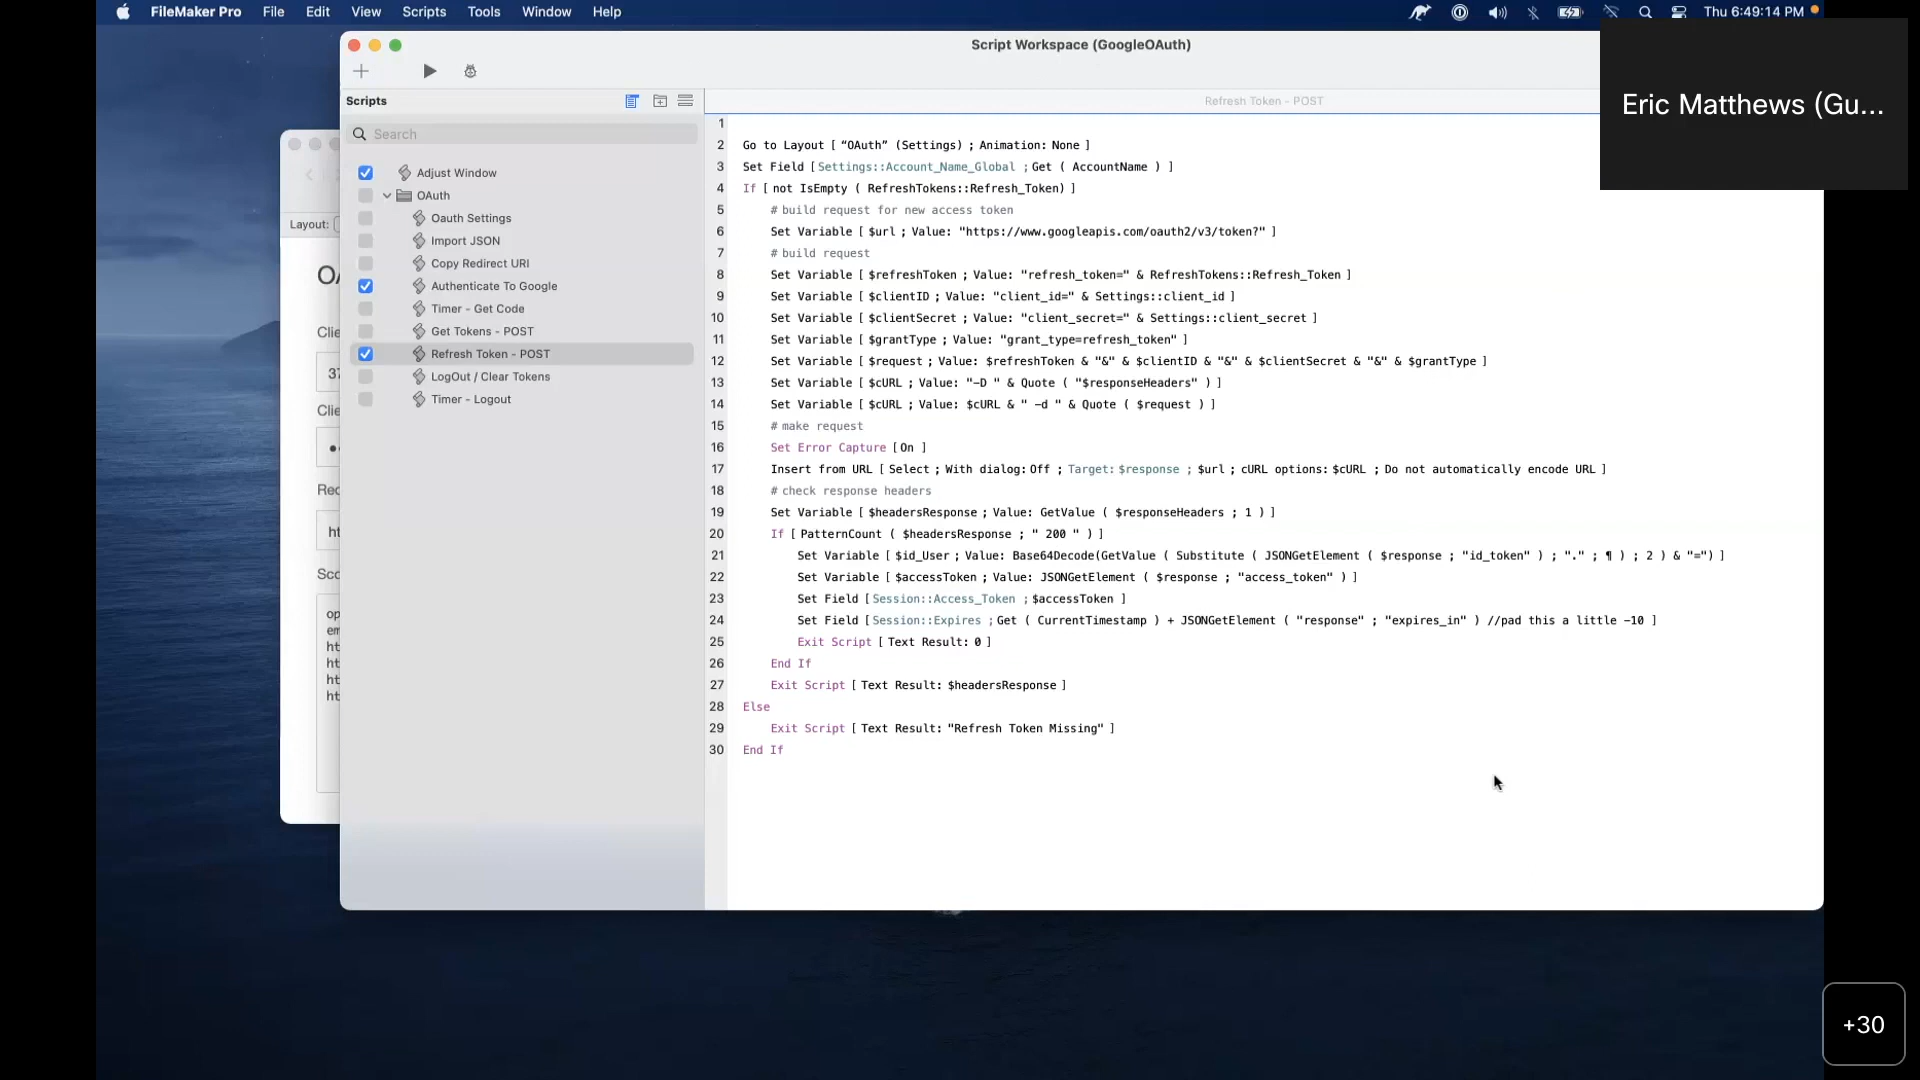 FileMaker Pro File Edit View Scripts Tools Window Help Thu 6:49:14 PM
Script Workspace (GoogleOAuth)
Eric Matthews (Gu...
Scripts
Refresh Token - POST
Search
Adjust Window
OAuth
Oauth Settings
Import JSON
Copy Redirect URI
Authenticate To Google
Timer - Get Code
Get Tokens - POST
Refresh Token - POST
LogOut / Clear Tokens
Timer - Logout
Layout:
OA
Clie
37
Clie
Red
ht
Sco
op
em
ht
ht
ht
ht
1
2 Go to Layout [ “OAuth” (Settings) ; Animation: None ]
3 Set Field [ Settings::Account_Name_Global ; Get ( AccountName ) ]
4 If [ not IsEmpty ( RefreshTokens::Refresh_Token) ]
5 # build request for new access token
6 Set Variable [ $url ; Value: "https://www.googleapis.com/oauth2/v3/token?" ]
7 # build request
8 Set Variable [ $refreshToken ; Value: "refresh_token=" & RefreshTokens::Refresh_Token ]
9 Set Variable [ $clientID ; Value: "client_id=" & Settings::client_id ]
10 Set Variable [ $clientSecret ; Value: "client_secret=" & Settings::client_secret ]
11 Set Variable [ $grantType ; Value: "grant_type=refresh_token" ]
12 Set Variable [ $request ; Value: $refreshToken & "&" & $clientID & "&" & $clientSecret & "&" & $grantType ]
13 Set Variable [ $cURL ; Value: "-D " & Quote ( "$responseHeaders" ) ]
14 Set Variable [ $cURL ; Value: $cURL & " -d " & Quote ( $request ) ]
15 # make request
16 Set Error Capture [ On ]
17 Insert from URL [ Select ; With dialog: Off ; Target: $response ; $url ; cURL options: $cURL ; Do not automatically encode URL ]
18 # check response headers
19 Set Variable [ $headersResponse ; Value: GetValue ( $responseHeaders ; 1 ) ]
20 If [ PatternCount ( $headersResponse ; " 200 " ) ]
21 Set Variable [ $id_User ; Value: Base64Decode(GetValue ( Substitute ( JSONGetElement ( $response ; "id_token" ) ; "." ; ¶ ) ; 2 ) & "=") ]
22 Set Variable [ $accessToken ; Value: JSONGetElement ( $response ; "access_token" ) ]
23 Set Field [ Session::Access_Token ; $accessToken ]
24 Set Field [ Session::Expires ; Get ( CurrentTimestamp ) + JSONGetElement ( "response" ; "expires_in" ) //pad this a little -10 ]
25 Exit Script [ Text Result: 0 ]
26 End If
27 Exit Script [ Text Result: $headersResponse ]
28 Else
29 Exit Script [ Text Result: "Refresh Token Missing" ]
30 End If
+30